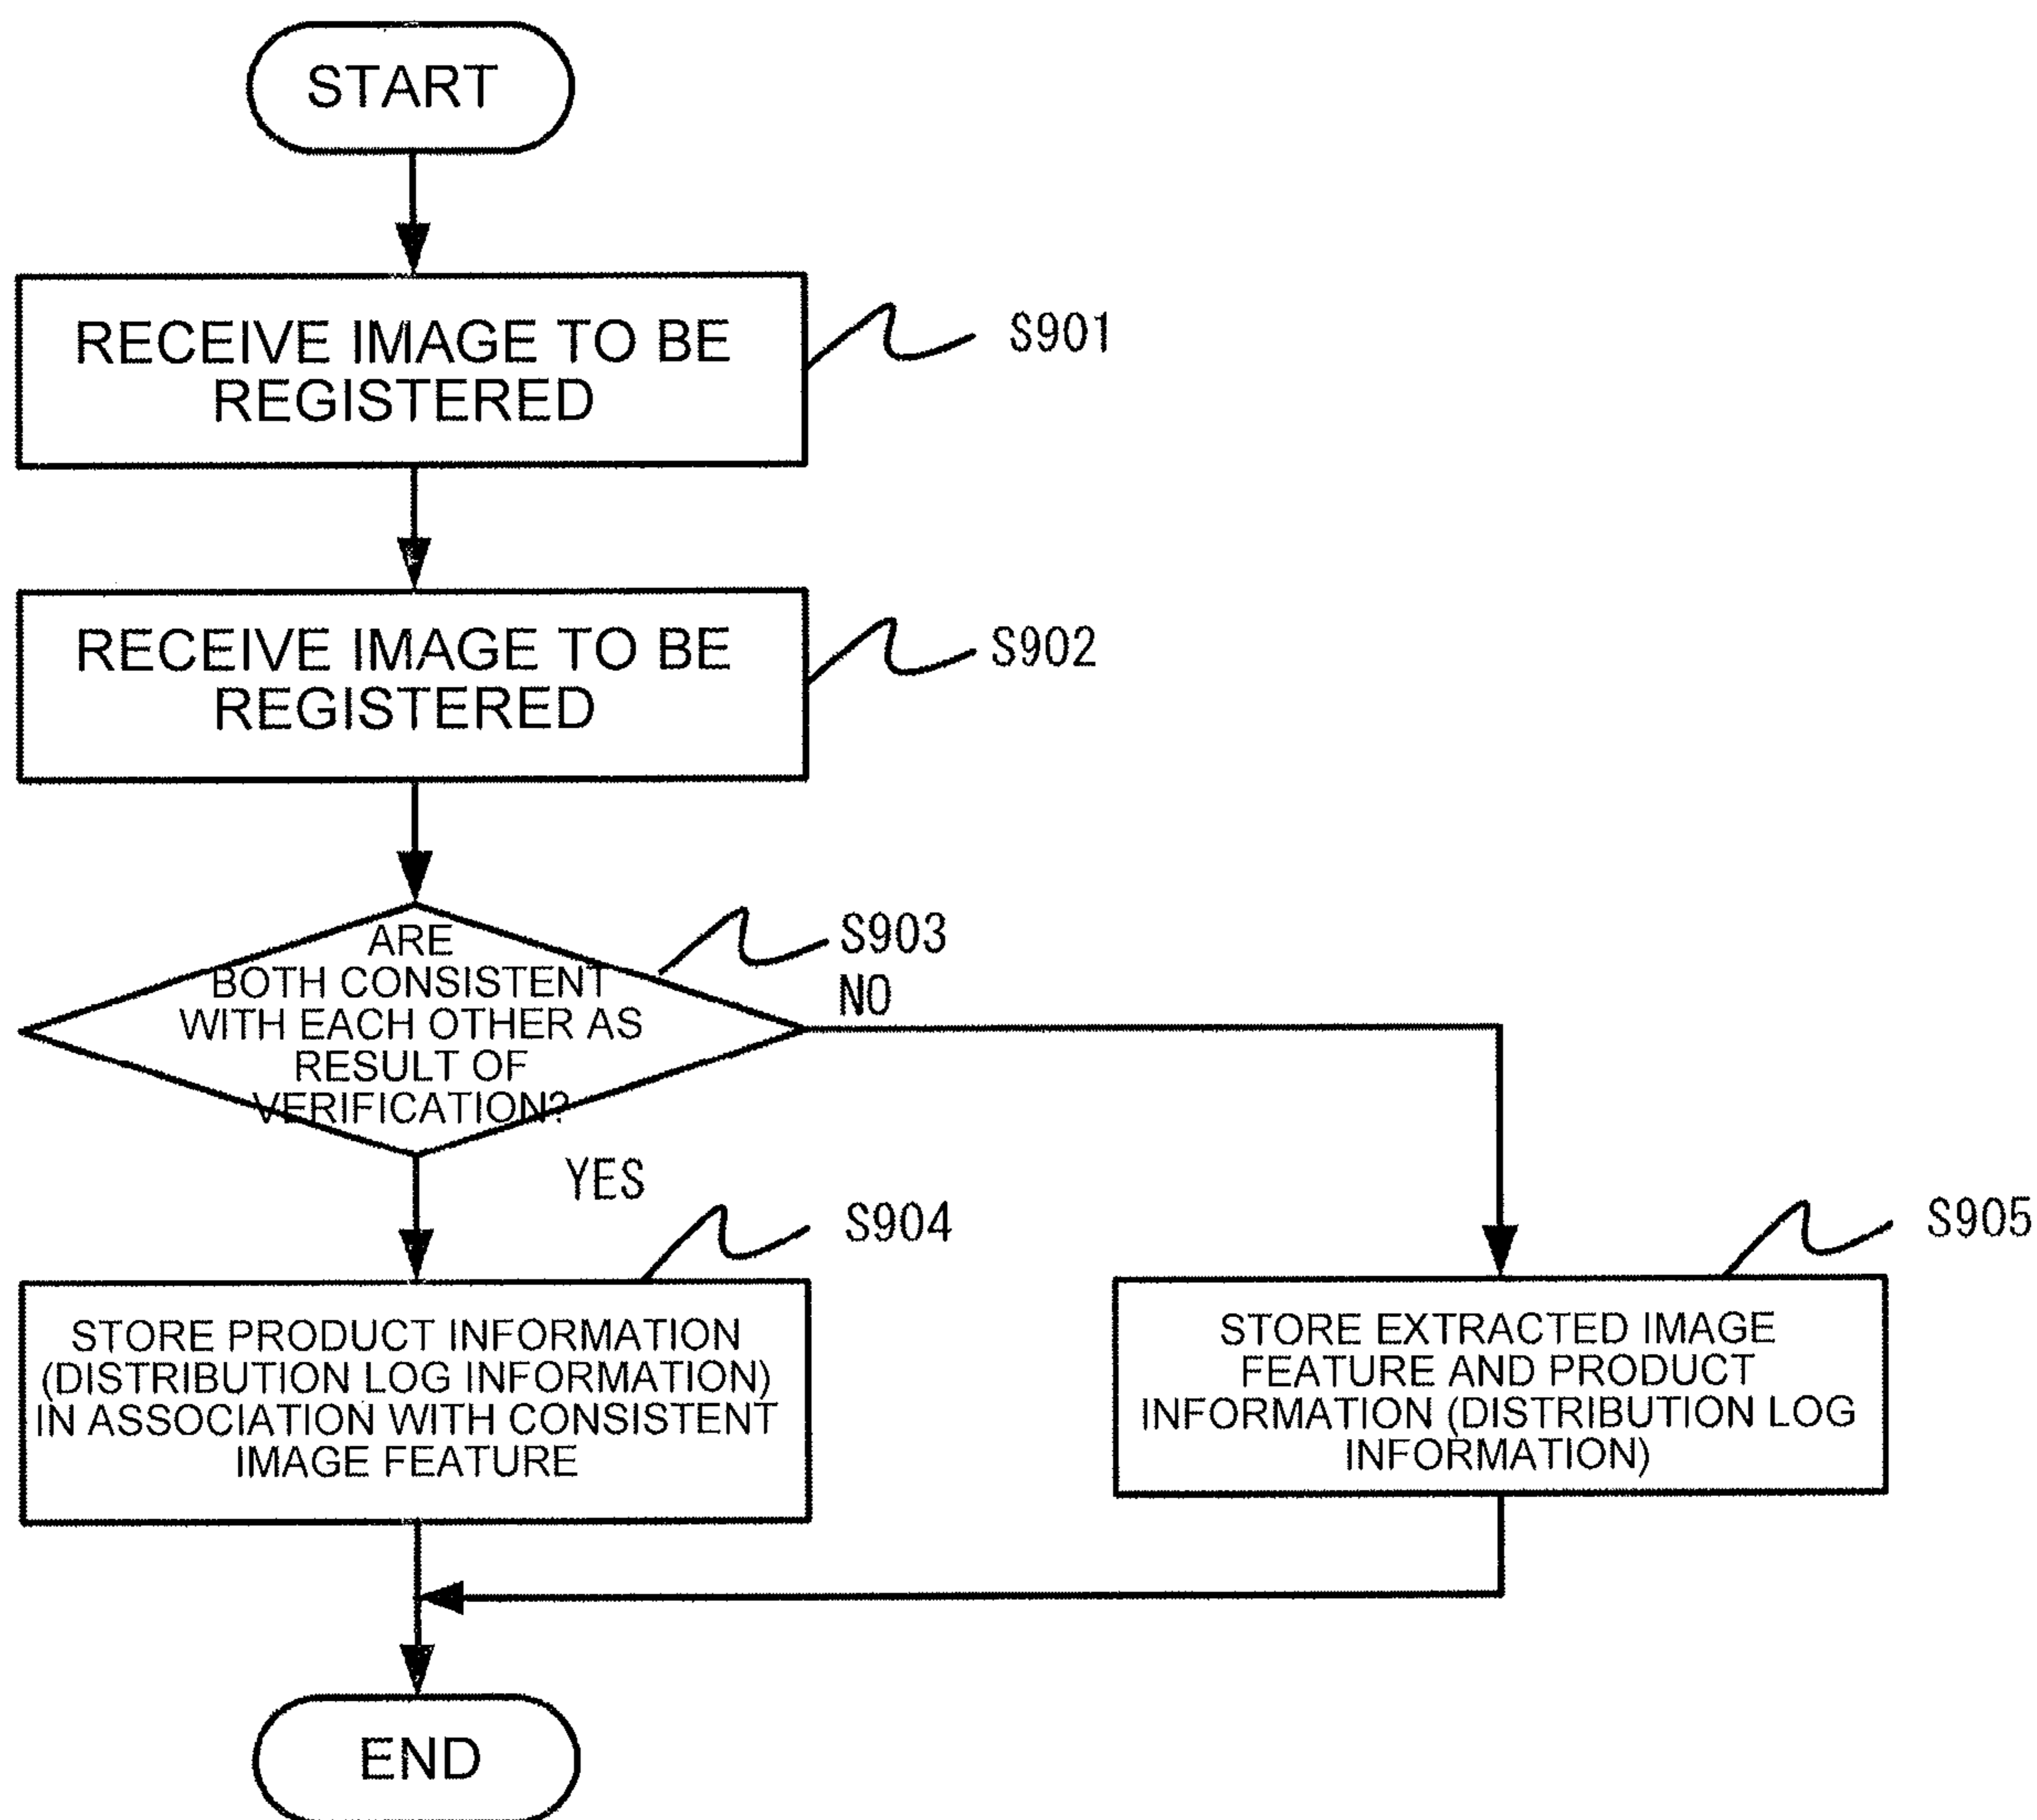 START
RECEIVE IMAGE TO BE
REGISTERED
S901
RECEIVE IMAGE TO BE
REGISTERED
S902
ARE
BOTH CONSISTENT
WITH EACH OTHER AS
RESULT OF
VERIFICATION?
S903
NO
YES
S904
STORE PRODUCT INFORMATION
(DISTRIBUTION LOG INFORMATION)
IN ASSOCIATION WITH CONSISTENT
IMAGE FEATURE
S905
STORE EXTRACTED IMAGE
FEATURE AND PRODUCT
INFORMATION (DISTRIBUTION LOG
INFORMATION)
END